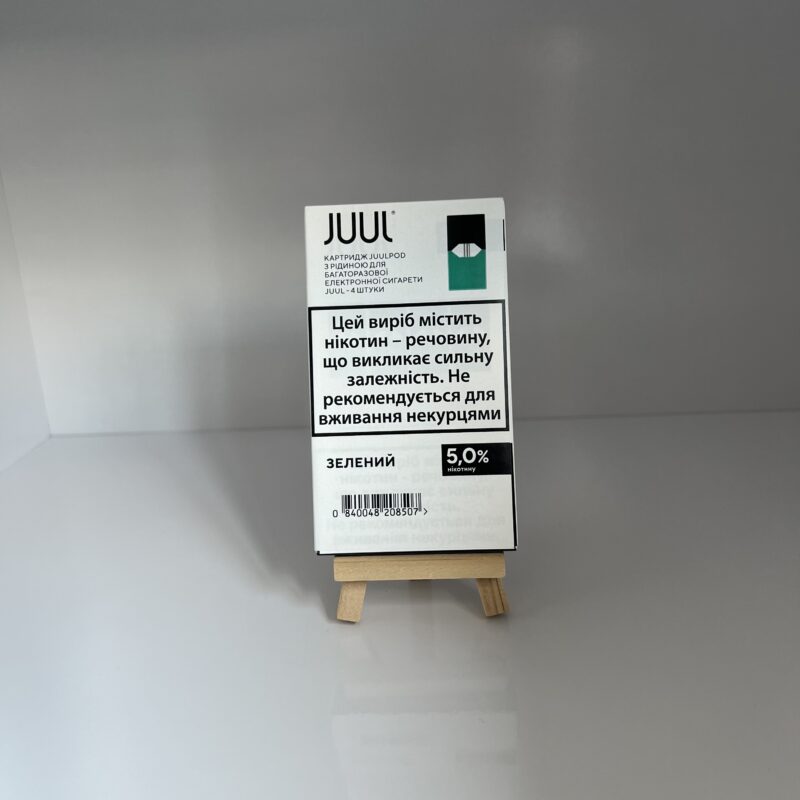 JUUL®
КАРТРИДЖ JUULPOD
З РІДИНОЮ ДЛЯ
БАГАТОРАЗОВОЇ
ЕЛЕКТРОННОЇ СИГАРЕТИ
JUUL – 4 ШТУКИ
Цей виріб містить
нікотин – речовину,
що викликає сильну
залежність. Не
рекомендується для
вживання некурцями
ЗЕЛЕНИЙ
5,0%
нікотину
0 840048 208507 >